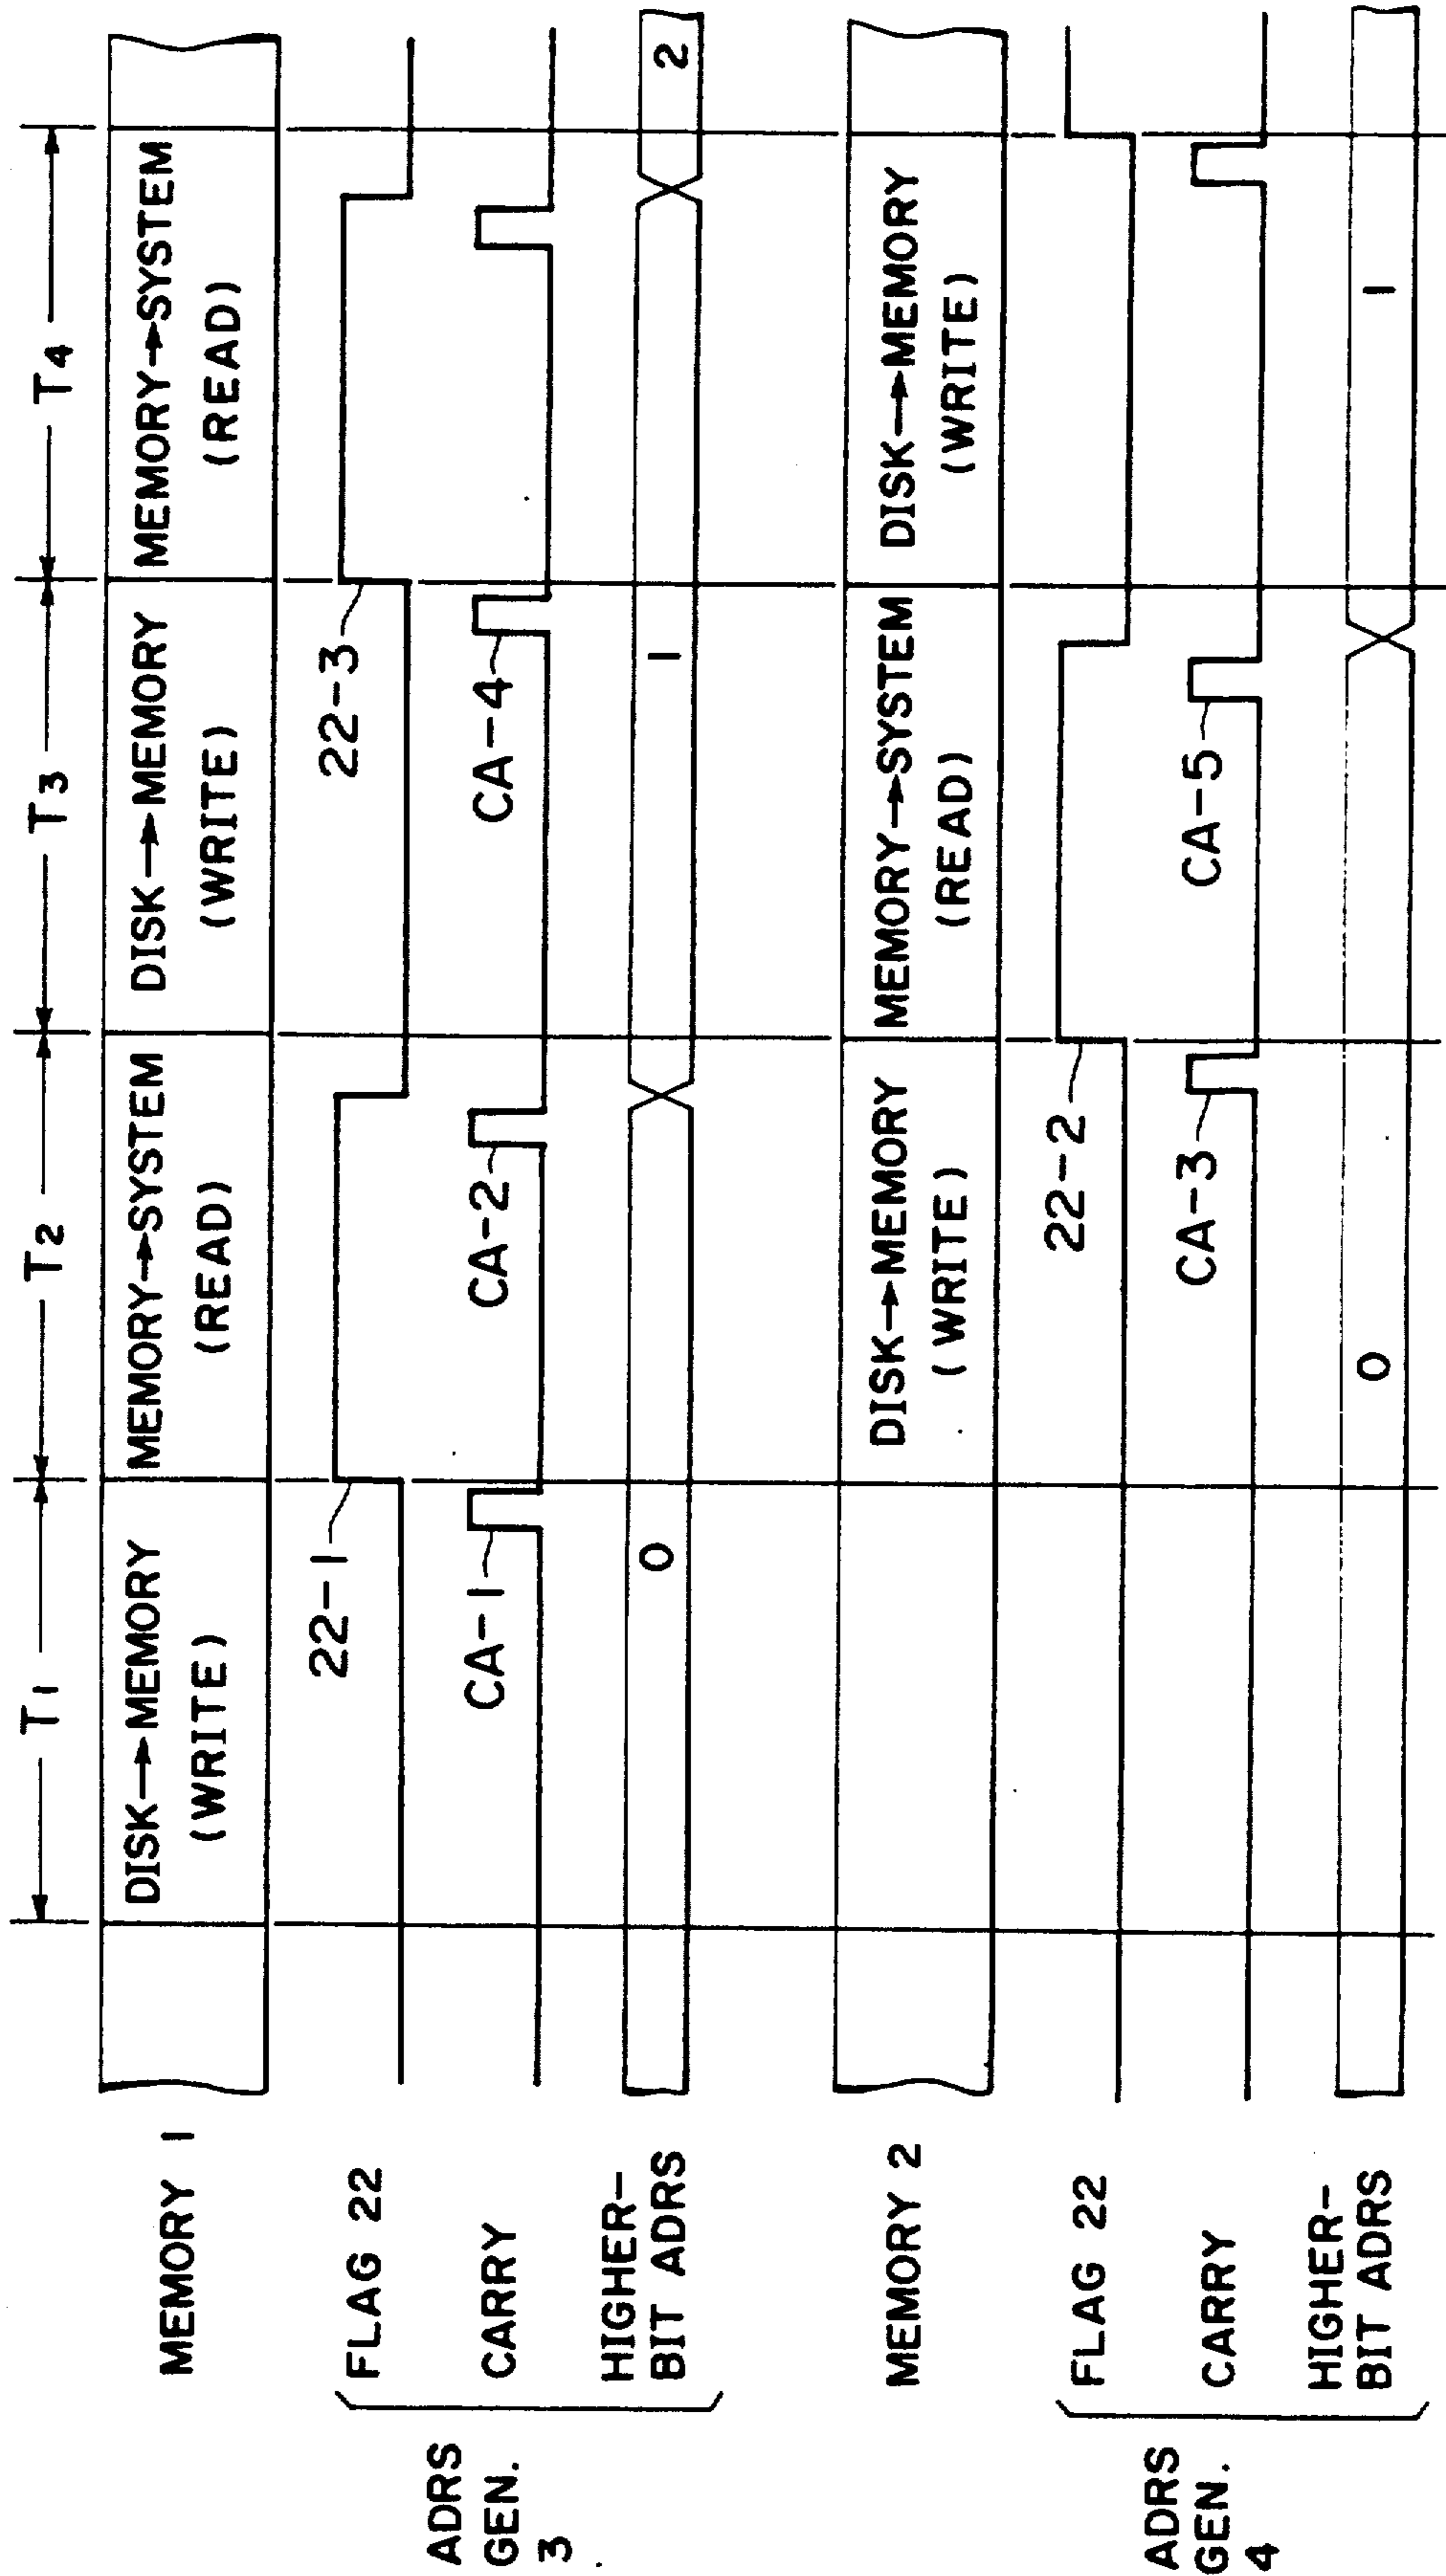 T1
T2
T3
T4
MEMORY 1
DISK→MEMORY
(WRITE)
MEMORY→SYSTEM
(READ)
DISK→MEMORY
(WRITE)
MEMORY→SYSTEM
(READ)
ADRS
GEN.
3
FLAG 22
22-1
22-3
CARRY
CA-1
CA-2
CA-4
HIGHER-
BIT ADRS
0
1
2
MEMORY 2
DISK→MEMORY
(WRITE)
MEMORY→SYSTEM
(READ)
DISK→MEMORY
(WRITE)
ADRS
GEN.
4
FLAG 22
22-2
CARRY
CA-3
CA-5
HIGHER-
BIT ADRS
0
1